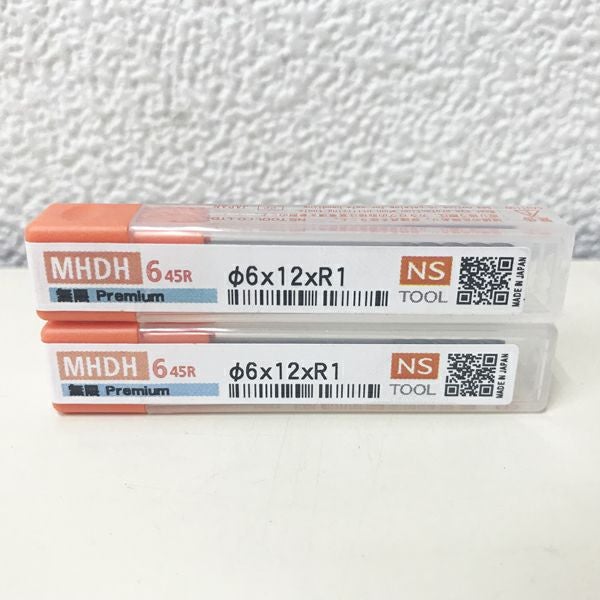 MHDH 6 45R
無限 Premium
φ6x12xR1
NS
TOOL
MADE IN JAPAN
MHDH 6 45R
無限 Premium
φ6x12xR1
NS
TOOL
MADE IN JAPAN